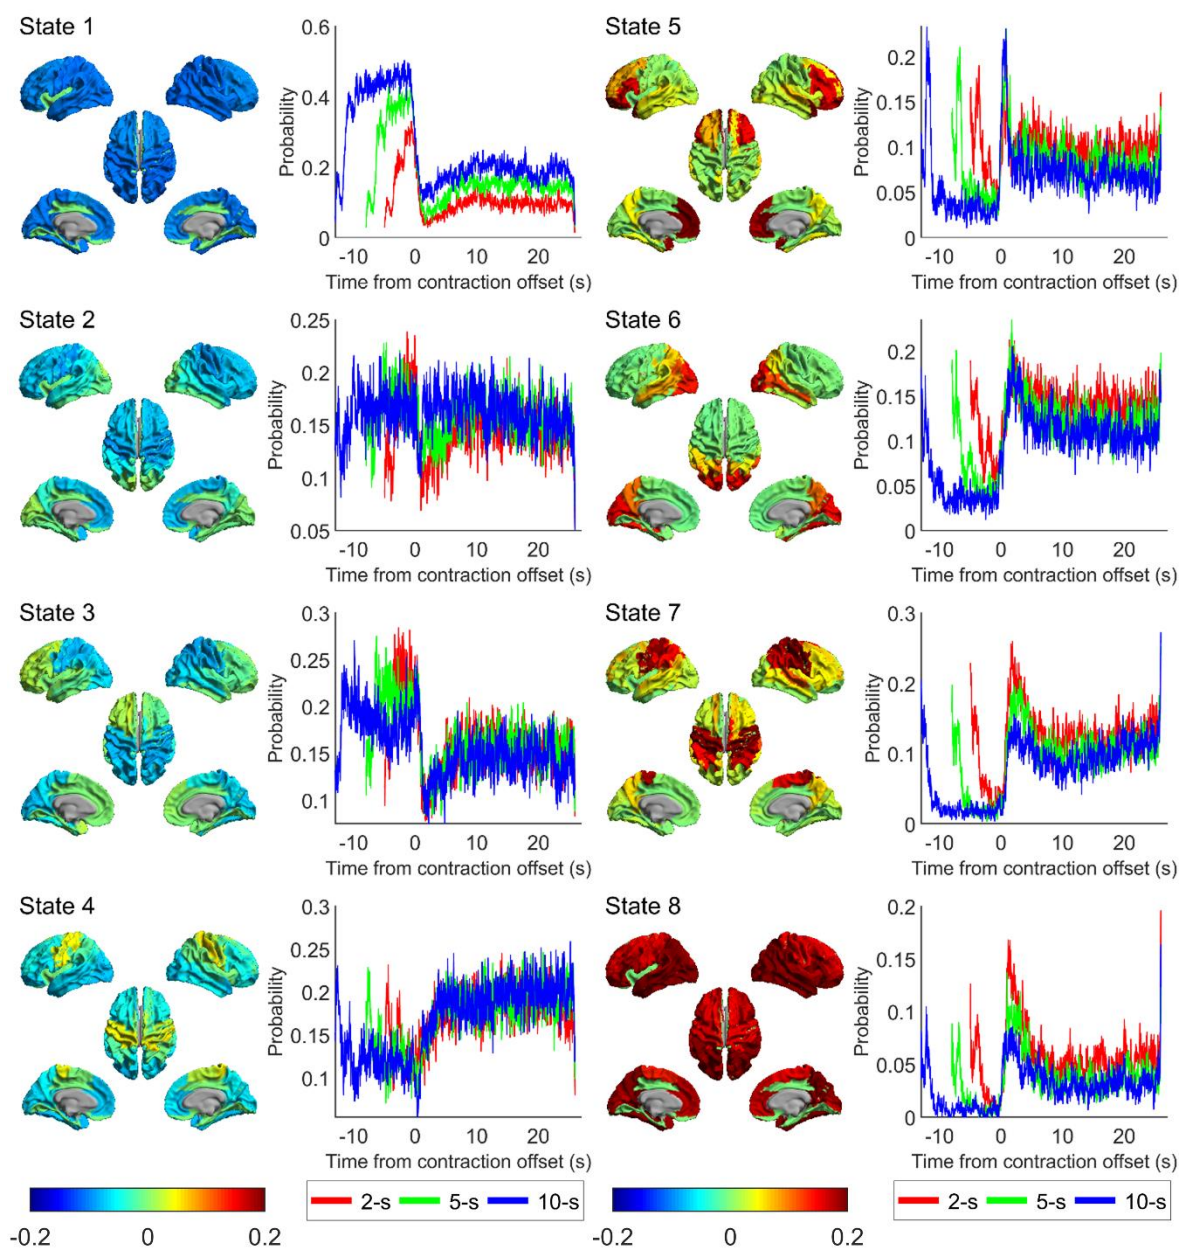 State 1
0.6
0.4
0.2
0
Probability
-10 0 10 20
Time from contraction offset (s)
State 5
0.2
0.15
0.1
0.05
0
Probability
-10 0 10 20
Time from contraction offset (s)
State 2
0.25
0.2
0.15
0.1
0.05
Probability
-10 0 10 20
Time from contraction offset (s)
State 6
0.2
0.15
0.1
0.05
0
Probability
-10 0 10 20
Time from contraction offset (s)
State 3
0.3
0.25
0.2
0.15
0.1
Probability
-10 0 10 20
Time from contraction offset (s)
State 7
0.3
0.2
0.1
0
Probability
-10 0 10 20
Time from contraction offset (s)
State 4
0.3
0.25
0.2
0.15
0.1
Probability
-10 0 10 20
Time from contraction offset (s)
State 8
0.2
0.15
0.1
0.05
0
Probability
-10 0 10 20
Time from contraction offset (s)
-0.2 0 0.2
2-s 5-s 10-s
-0.2 0 0.2
2-s 5-s 10-s